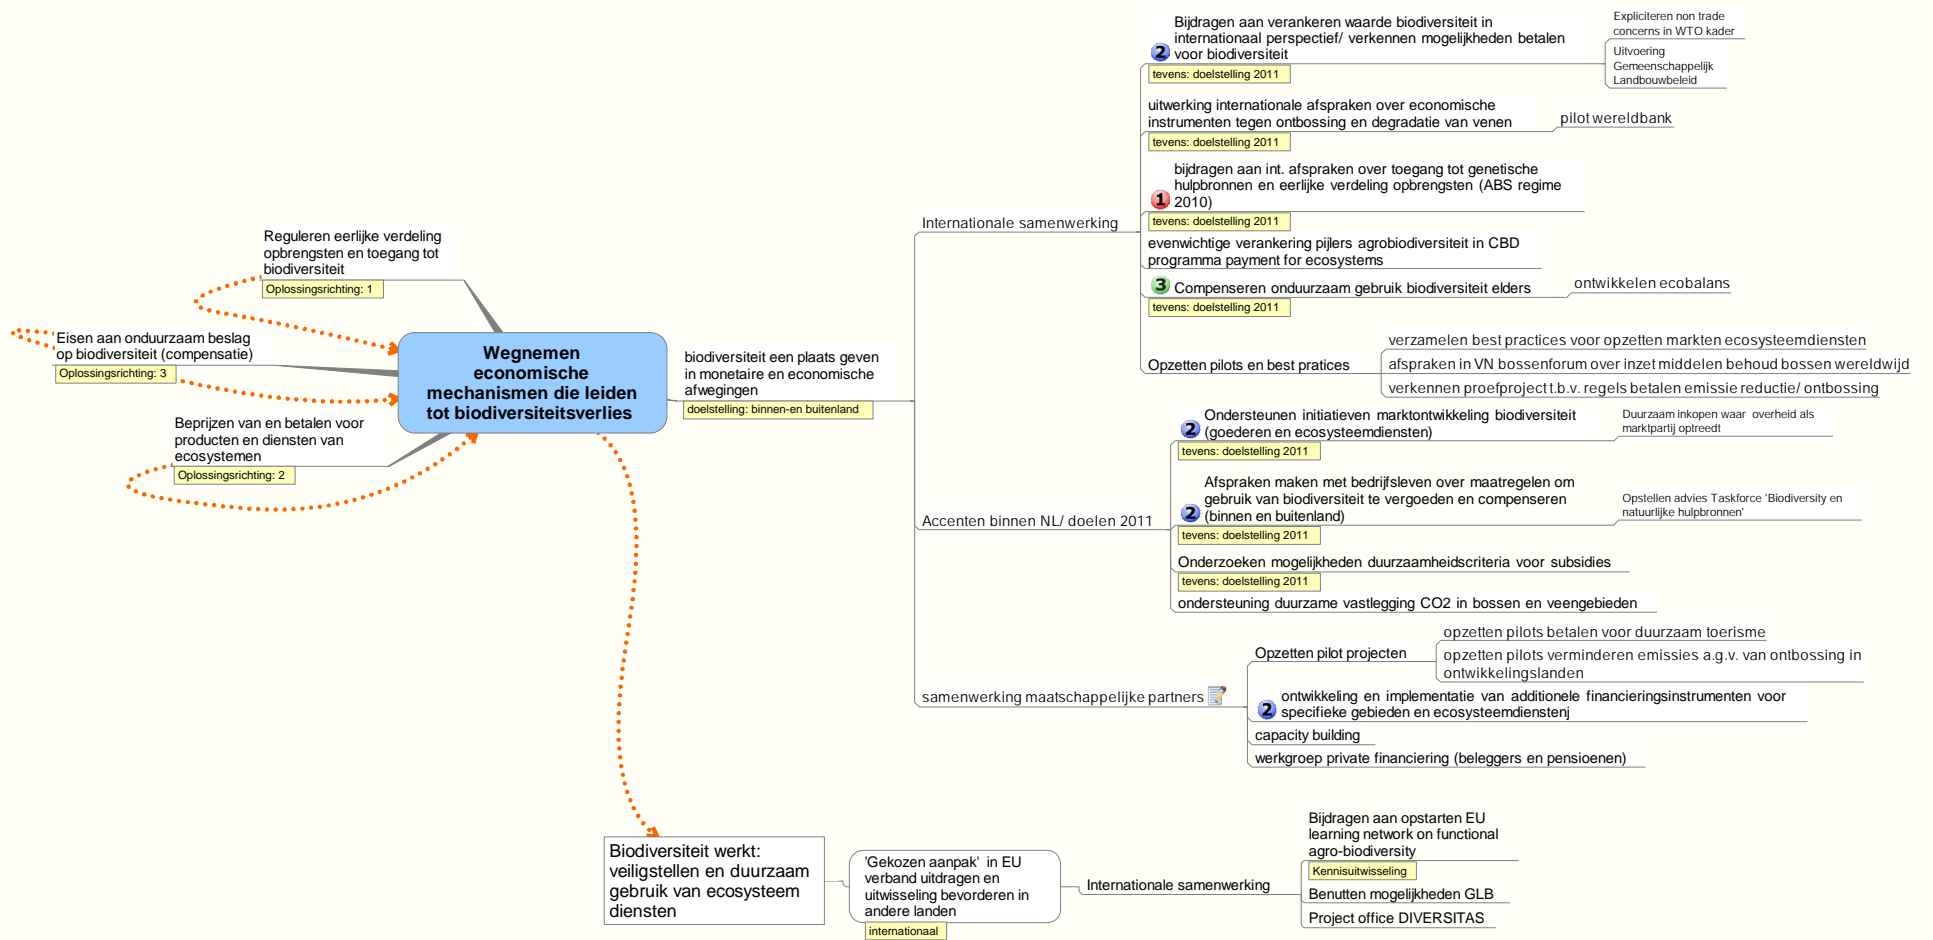 Reguleren eerlijke verdeling
opbrengsten en toegang tot
biodiversiteit
Oplossingsrichting: 1
Eisen aan onduurzaam beslag
op biodiversiteit (compensatie)
Oplossingsrichting: 3
Beprijzen van en betalen voor
producten en diensten van
ecosystemen
Oplossingsrichting: 2
Wegnemen
economische
mechanismen die leiden
tot biodiversiteitsverlies
biodiversiteit een plaats geven
in monetaire en economische
afwegingen
doelstelling: binnen-en buitenland
Internationale samenwerking
Bijdragen aan verankeren waarde biodiversiteit in
internationaal perspectief/ verkennen mogelijkheden betalen
2 voor biodiversiteit
tevens: doelstelling 2011
Expliciteren non trade
concerns in WTO kader
Uitvoering
Gemeenschappelijk
Landbouwbeleid
uitwerking internationale afspraken over economische
instrumenten tegen ontbossing en degradatie van venen
tevens: doelstelling 2011
pilot wereldbank
bijdragen aan int. afspraken over toegang tot genetische
hulpbronnen en eerlijke verdeling opbrengsten (ABS regime
1 2010)
tevens: doelstelling 2011
evenwichtige verankering pijlers agrobiodiversiteit in CBD
programma payment for ecosystems
3 Compenseren onduurzaam gebruik biodiversiteit elders
tevens: doelstelling 2011
ontwikkelen ecobalans
Opzetten pilots en best pratices
verzamelen best practices voor opzetten markten ecosysteemdiensten
afspraken in VN bossenforum over inzet middelen behoud bossen wereldwijd
verkennen proefproject t.b.v. regels betalen emissie reductie/ ontbossing
Accenten binnen NL/ doelen 2011
Ondersteunen initiatieven marktontwikkeling biodiversiteit
2 (goederen en ecosysteemdiensten)
tevens: doelstelling 2011
Duurzaam inkopen waar overheid als
marktpartij optreedt
Afspraken maken met bedrijfsleven over maatregelen om
gebruik van biodiversiteit te vergoeden en compenseren
2 (binnen en buitenland)
tevens: doelstelling 2011
Opstellen advies Taskforce 'Biodiversity en
natuurlijke hulpbronnen'
Onderzoeken mogelijkheden duurzaamheidscriteria voor subsidies
tevens: doelstelling 2011
ondersteuning duurzame vastlegging CO2 in bossen en veengebieden
samenwerking maatschappelijke partners
Opzetten pilot projecten
opzetten pilots betalen voor duurzaam toerisme
opzetten pilots verminderen emissies a.g.v. van ontbossing in
ontwikkelingslanden
ontwikkeling en implementatie van additionele financieringsinstrumenten voor
2 specifieke gebieden en ecosysteemdienstenj
capacity building
werkgroep private financiering (beleggers en pensioenen)
Biodiversiteit werkt:
veiligstellen en duurzaam
gebruik van ecosysteem
diensten
'Gekozen aanpak' in EU
verband uitdragen en
uitwisseling bevorderen in
andere landen
internationaal
Internationale samenwerking
Bijdragen aan opstarten EU
learning network on functional
agro-biodiversity
Kennisuitwisseling
Benutten mogelijkheden GLB
Project office DIVERSITAS